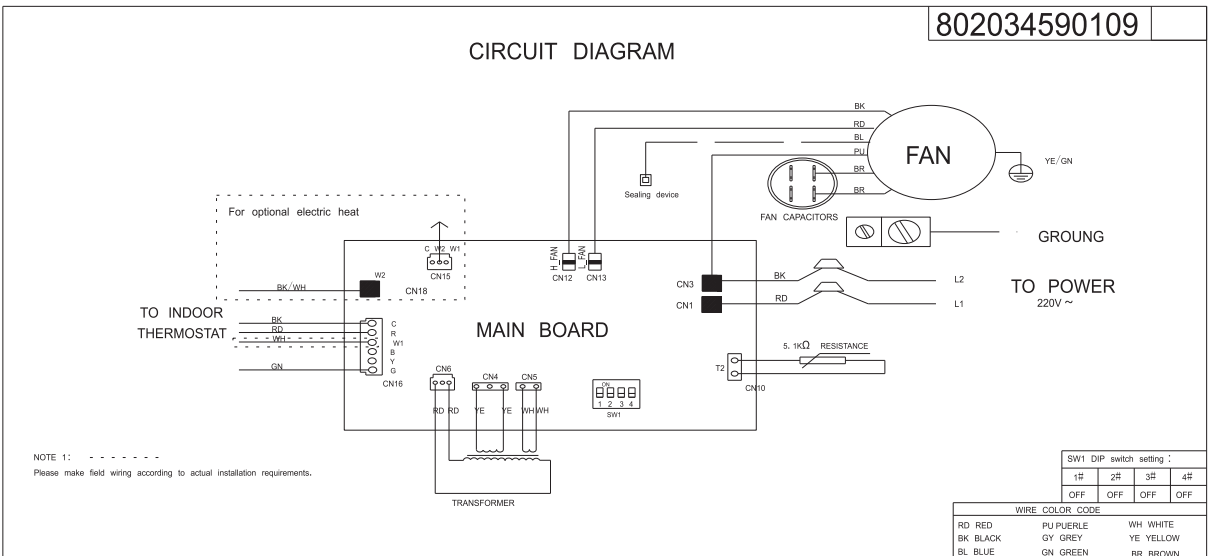 802034590109
CIRCUIT DIAGRAM
BK
RD
BL
PU
BR
BR
FAN
YE/GN
Sealing device
FAN CAPACITORS
For optional electric heat
GROUNG
C W2 W1
CN15
H_FAN
L_FAN
CN12
CN13
W2
CN18
BK/WH
CN3
BK
L2
CN1
RD
L1
TO POWER
220V ~
TO INDOOR
THERMOSTAT
BK
RD
WH
GN
C
R
W1
B
Y
G
CN16
MAIN BOARD
5.1KΩ RESISTANCE
T2
CN10
CN6
CN4
CN5
ON
1 2 3 4
SW1
RD RD
YE YE
WH WH
TRANSFORMER
NOTE 1: - - - - - - -
Please make field wiring according to actual installation requirements.
SW1 DIP switch setting :
1# 2# 3# 4#
OFF OFF OFF OFF
WIRE COLOR CODE
RD RED PU PUERLE WH WHITE
BK BLACK GY GREY YE YELLOW
BL BLUE GN GREEN BR BROWN